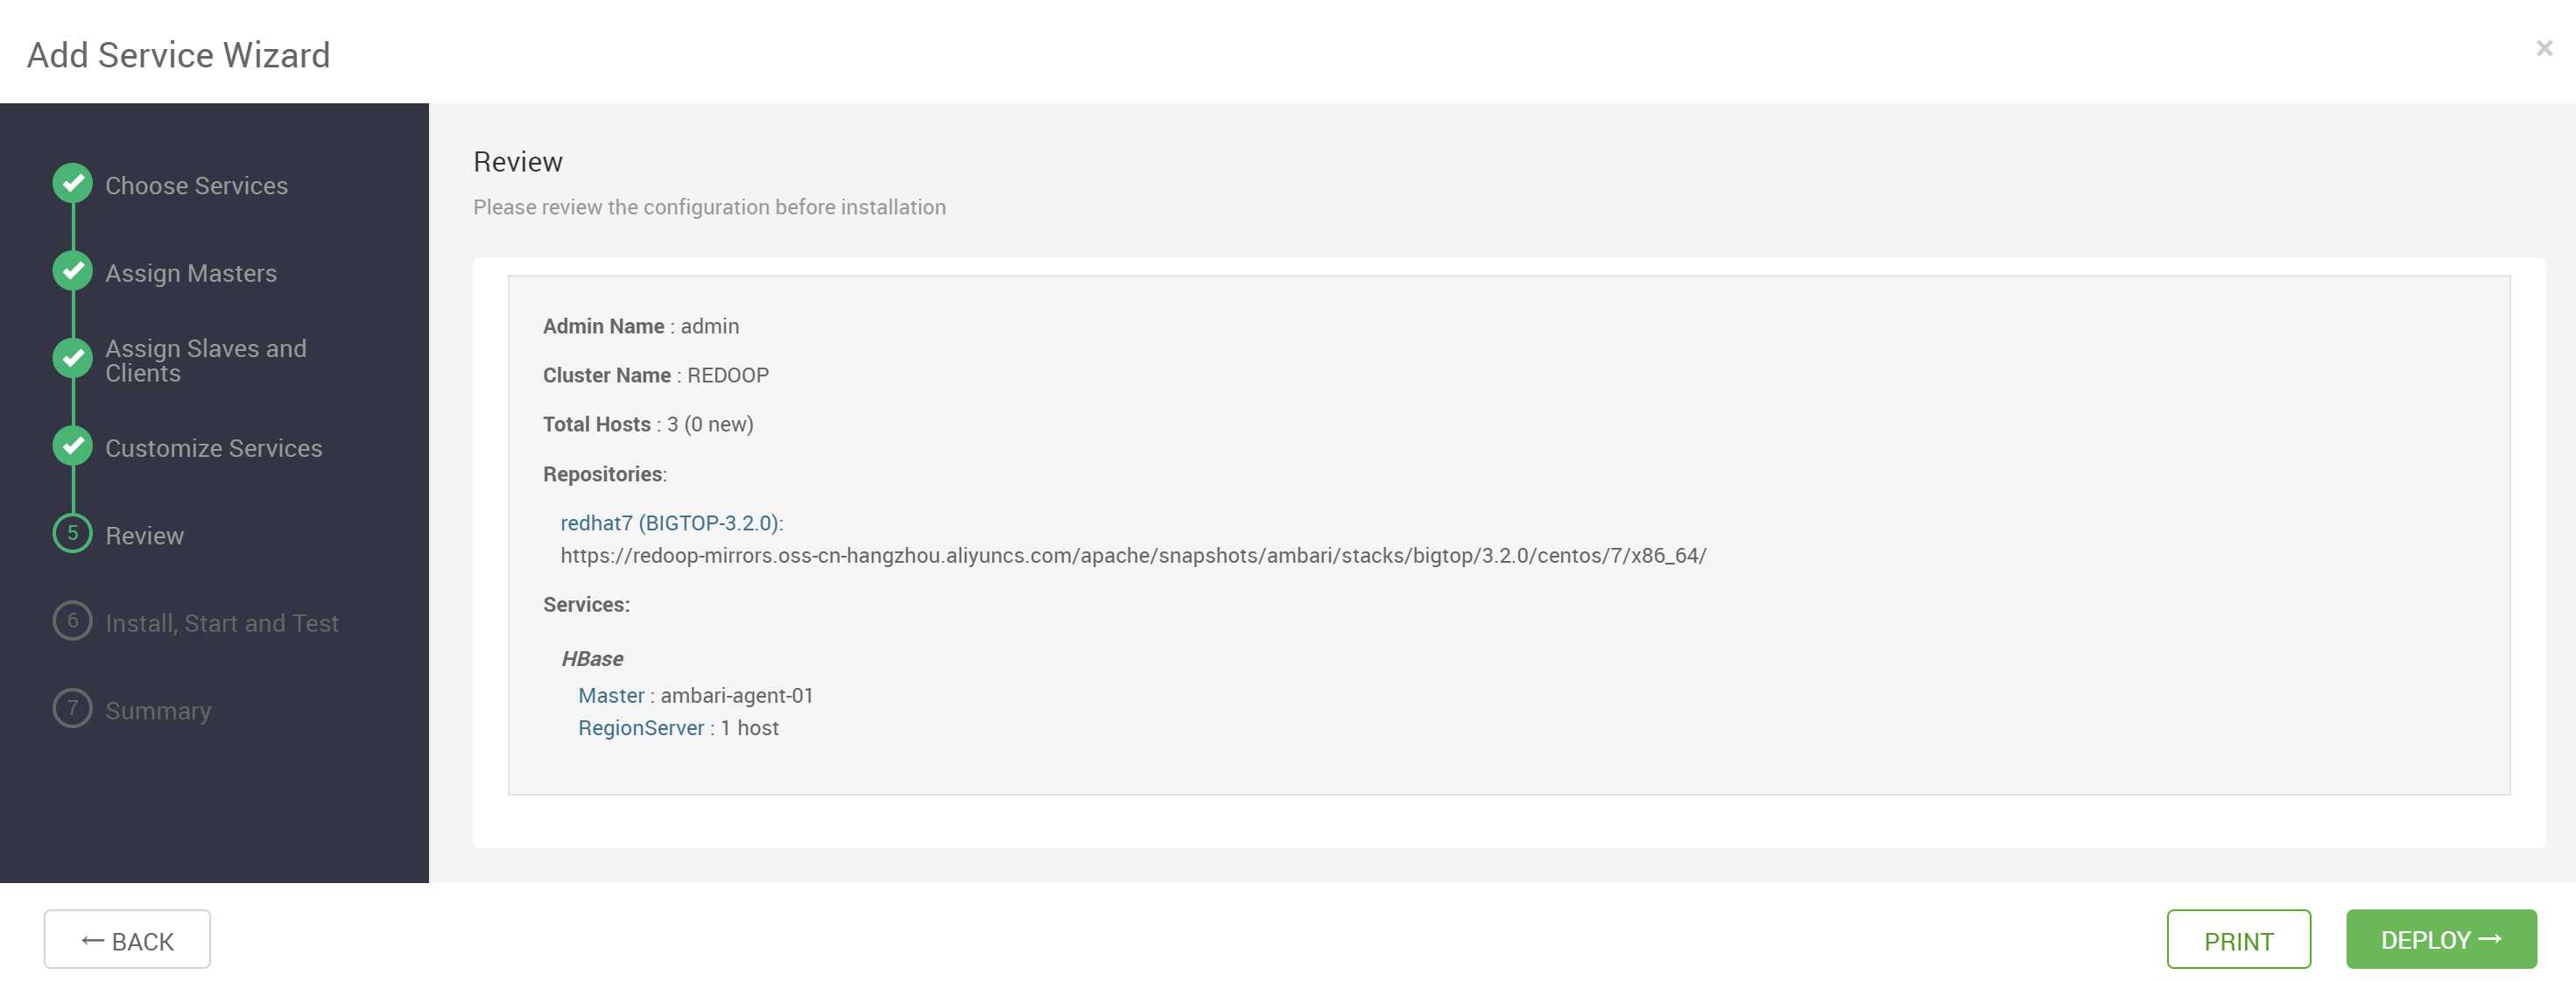 Add Service Wizard
×
Choose Services
Assign Masters
Assign Slaves and
Clients
Customize Services
5 Review
6 Install, Start and Test
7 Summary
Review
Please review the configuration before installation
Admin Name : admin
Cluster Name : REDOOP
Total Hosts : 3 (0 new)
Repositories:
redhat7 (BIGTOP-3.2.0):
https://redoop-mirrors.oss-cn-hangzhou.aliyuncs.com/apache/snapshots/ambari/stacks/bigtop/3.2.0/centos/7/x86_64/
Services:
HBase
Master : ambari-agent-01
RegionServer : 1 host
← BACK
PRINT
DEPLOY →